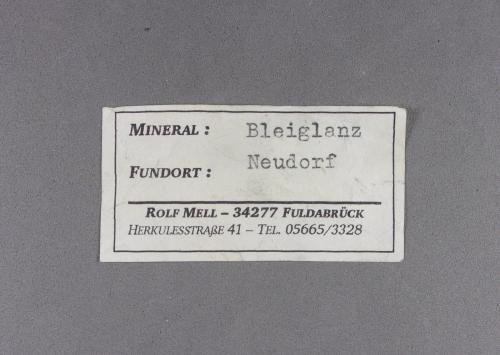 MINERAL : Bleiglanz
FUNDORT : Neudorf
ROLF MELL – 34277 FULDABRÜCK
HERKULESSTRAßE 41 – TEL. 05665/3328